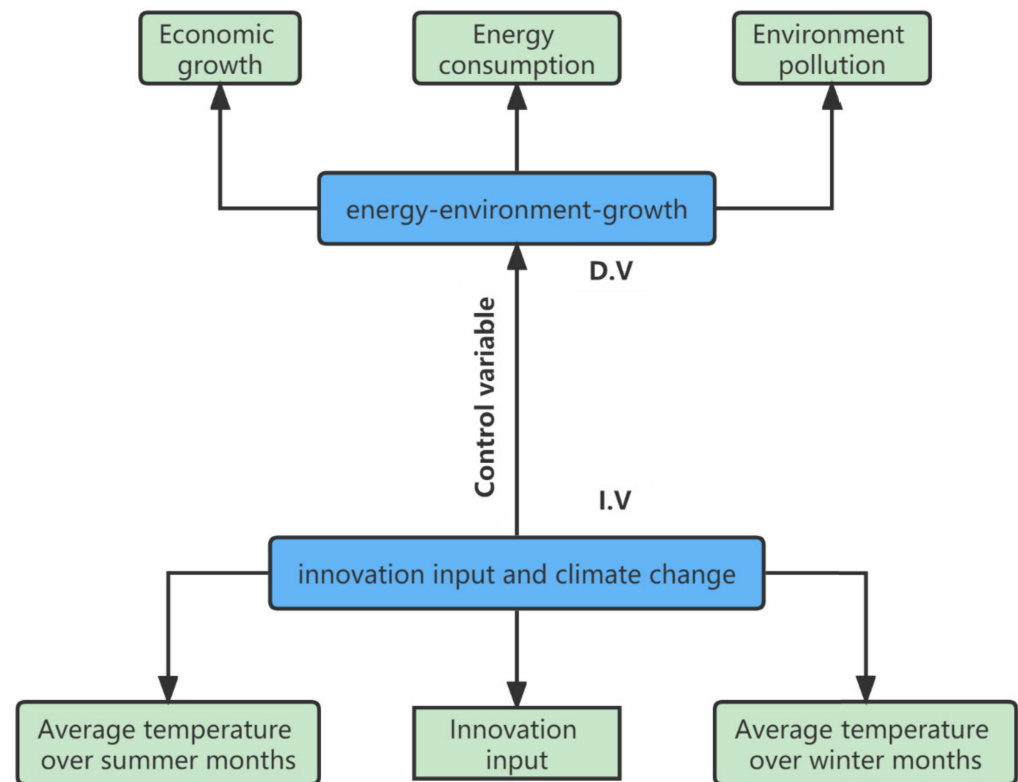 Economic
growth
Energy
consumption
Environment
pollution
energy-environment-growth
D.V
Control variable
I.V
innovation input and climate change
Average temperature
over summer months
Innovation
input
Average temperature
over winter months